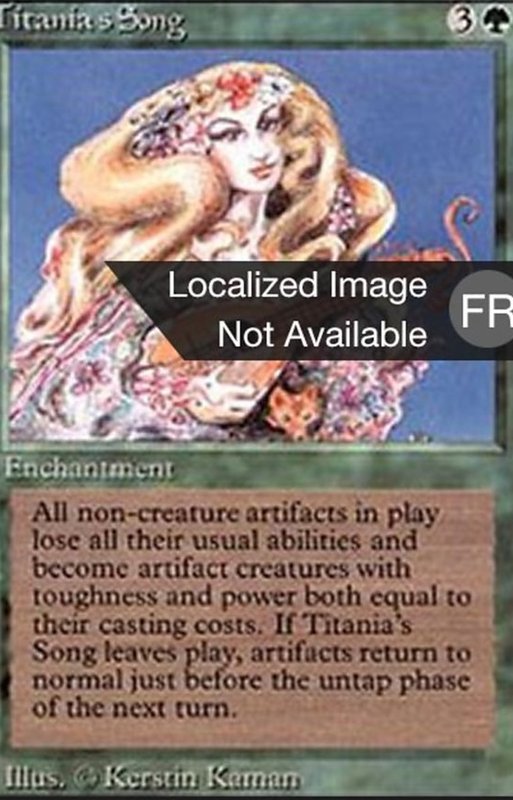 Titania's Song 3
Localized Image
Not Available
FR
Enchantment
All non-creature artifacts in play
lose all their usual abilities and
become artifact creatures with
toughness and power both equal to
their casting costs. If Titania's
Song leaves play, artifacts return to
normal just before the untap phase
of the next turn.
Illus. © Kerstin Kaman